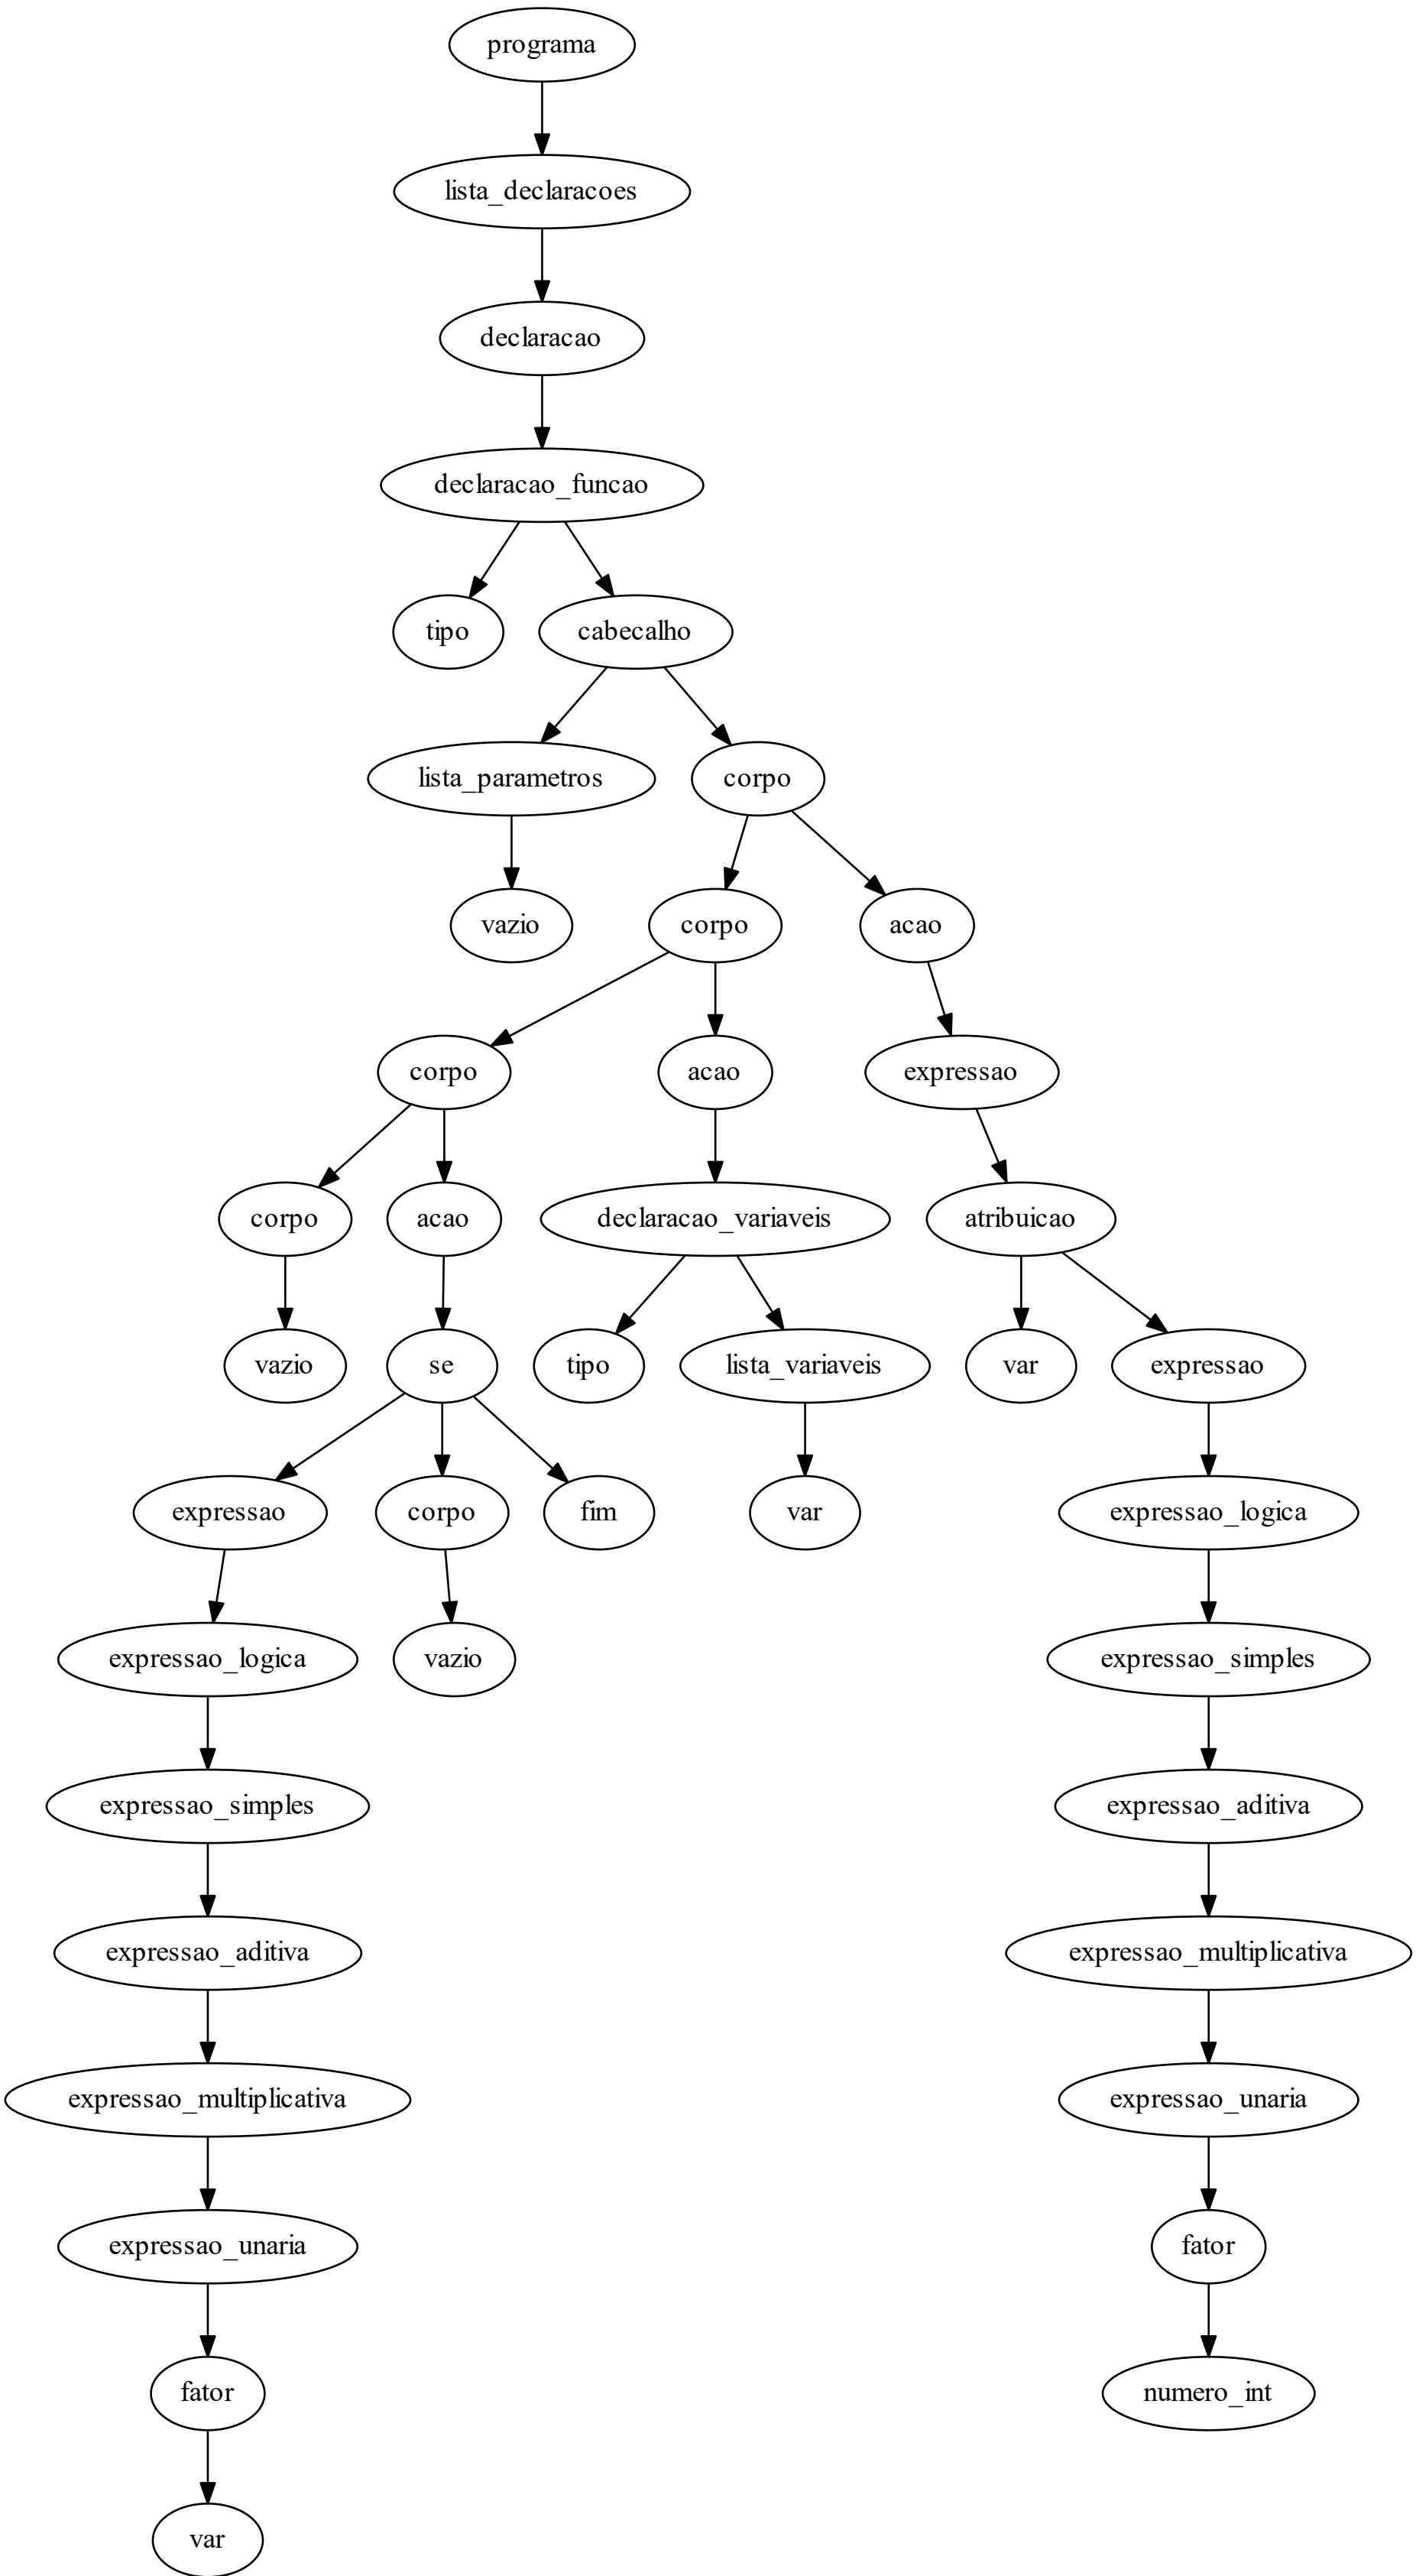 programa
lista_declaracoes
declaracao
declaracao_funcao
tipo
cabecalho
lista_parametros
corpo
vazio
corpo
acao
corpo
acao
expressao
corpo
acao
declaracao_variaveis
atribuicao
vazio
se
tipo
lista_variaveis
var
expressao
expressao
corpo
fim
var
expressao_logica
expressao_logica
vazio
expressao_simples
expressao_simples
expressao_aditiva
expressao_aditiva
expressao_multiplicativa
expressao_multiplicativa
expressao_unaria
expressao_unaria
fator
fator
numero_int
var